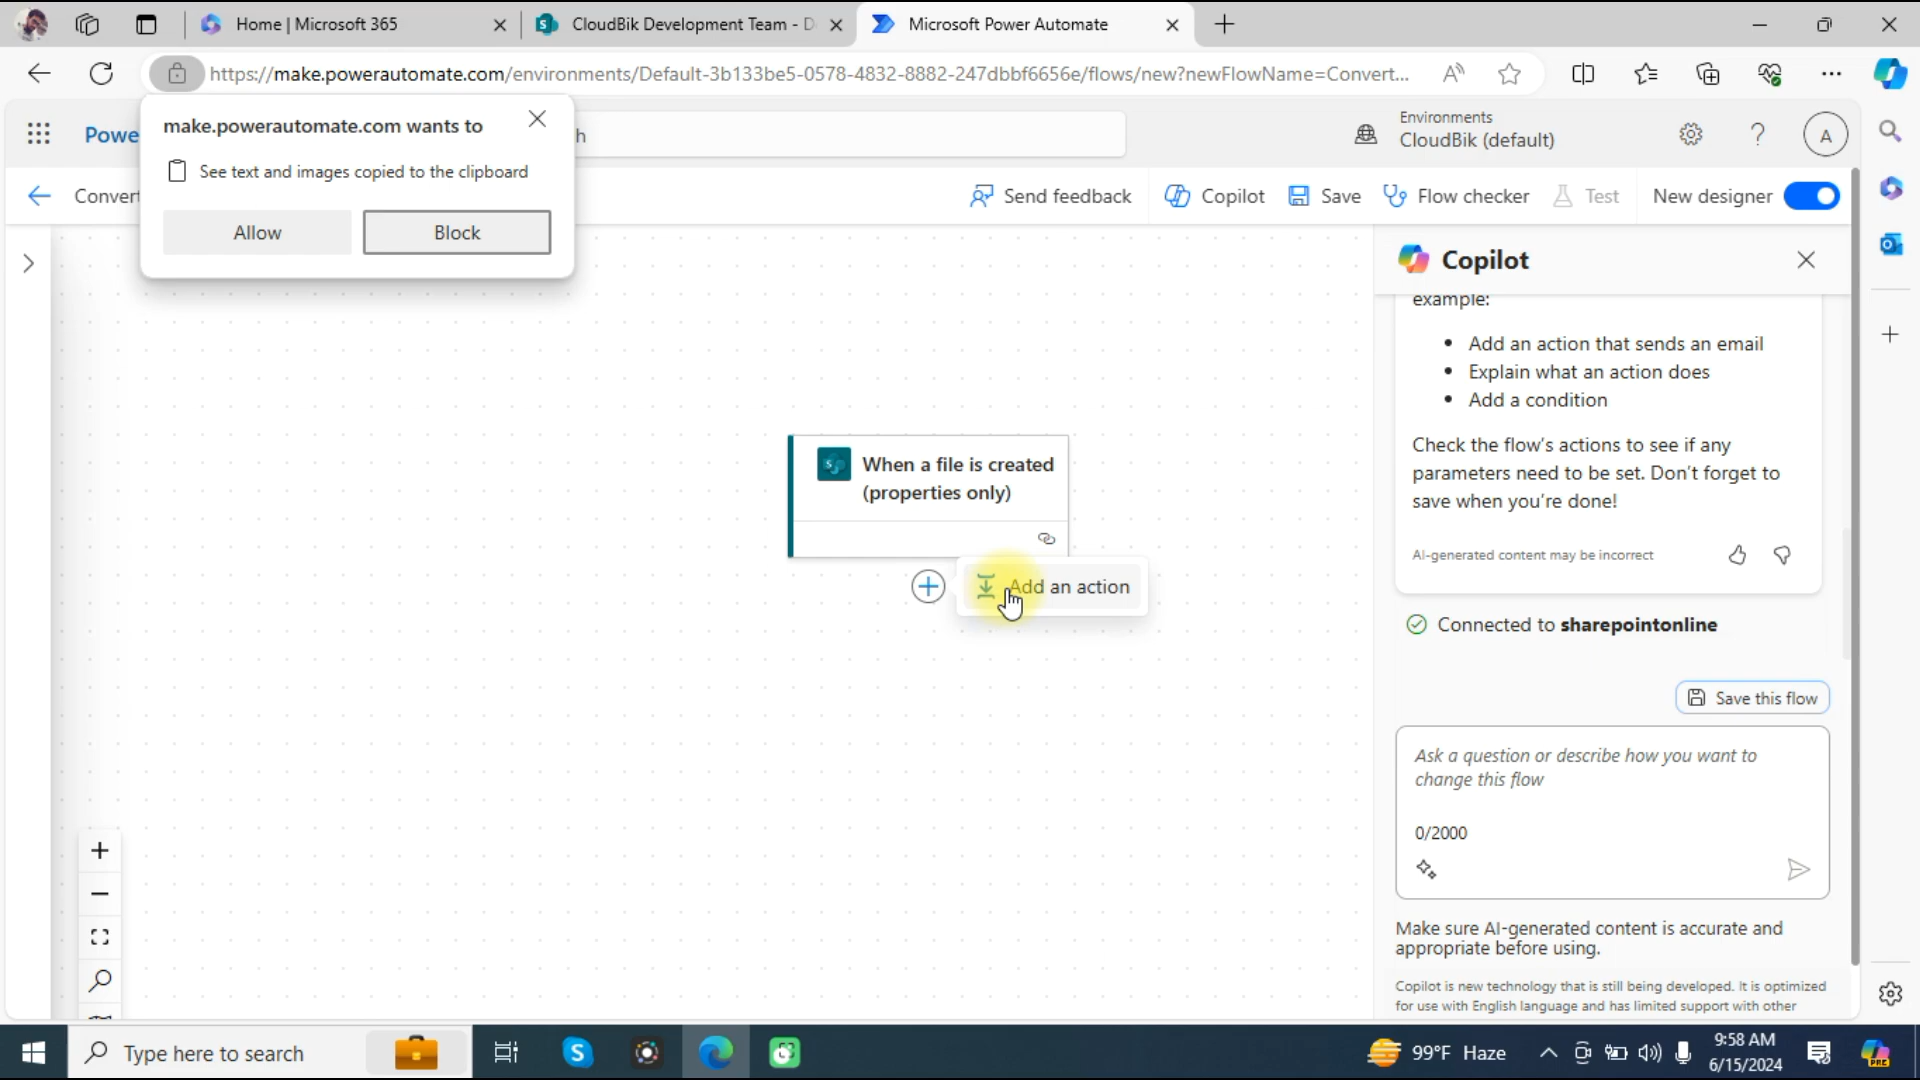 Home | Microsoft 365
CloudBik Development Team - D
Microsoft Power Automate
https://make.powerautomate.com/environments/Default-3b133be5-0578-4832-8882-247dbbf6656e/flows/new?newFlowName=Convert...
make.powerautomate.com wants to
See text and images copied to the clipboard
Allow
Block
Powe
h
Environments
CloudBik (default)
A
Convert
Send feedback
Copilot
Save
Flow checker
Test
New designer
Copilot
example:
• Add an action that sends an email
• Explain what an action does
• Add a condition
Check the flow's actions to see if any
parameters need to be set. Don't forget to
save when you're done!
AI-generated content may be incorrect
Connected to sharepointonline
Save this flow
Ask a question or describe how you want to
change this flow
0/2000
Make sure AI-generated content is accurate and
appropriate before using.
Copilot is new technology that is still being developed. It is optimized
for use with English language and has limited support with other
When a file is created
(properties only)
Add an action
Type here to search
99°F Haze
9:58 AM
6/15/2024